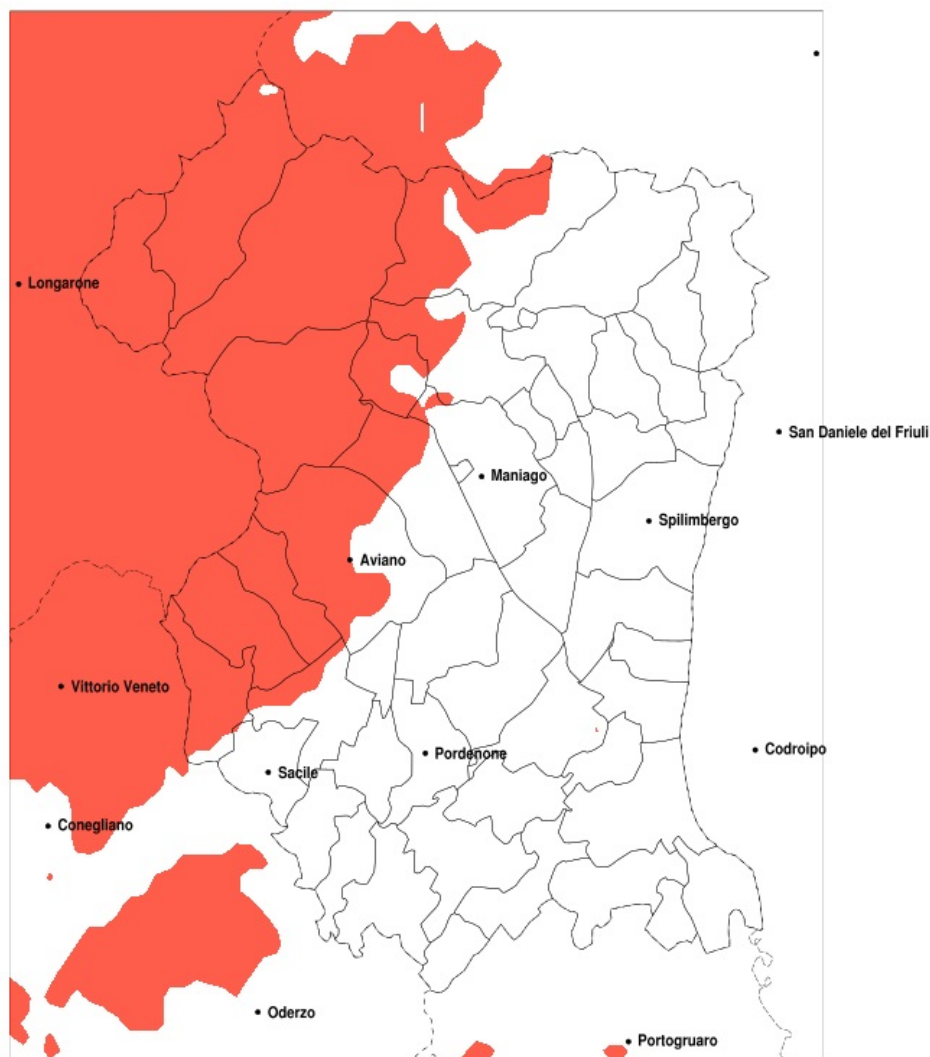 Longarone
San Daniele del Friuli
Maniago
Spilimbergo
Aviano
Vittorio Veneto
Codroipo
Pordenone
Sacile
Conegliano
Oderzo
Portogruaro